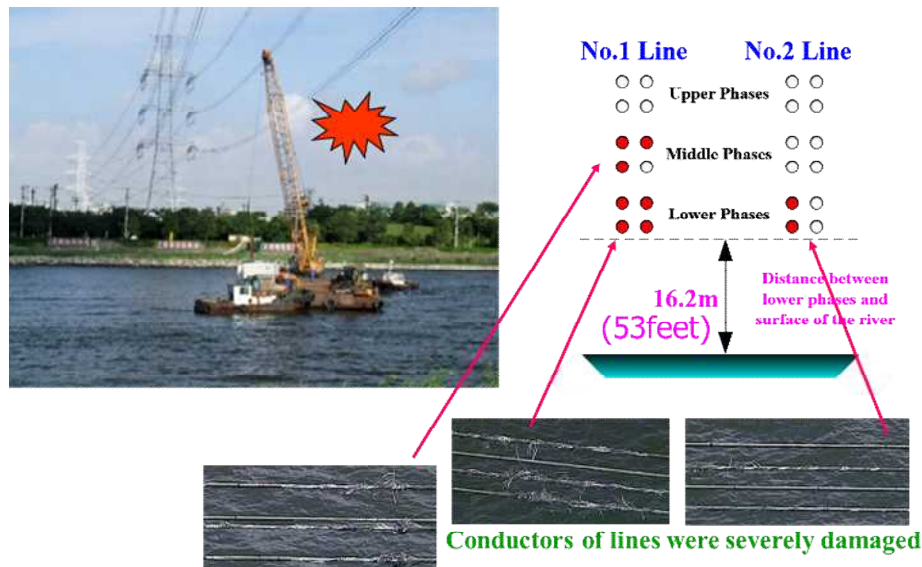 No.1 Line
No.2 Line
Upper Phases
Middle Phases
Lower Phases
16.2m
(53feet)
Distance between
lower phases and
surface of the river
Conductors of lines were severely damaged